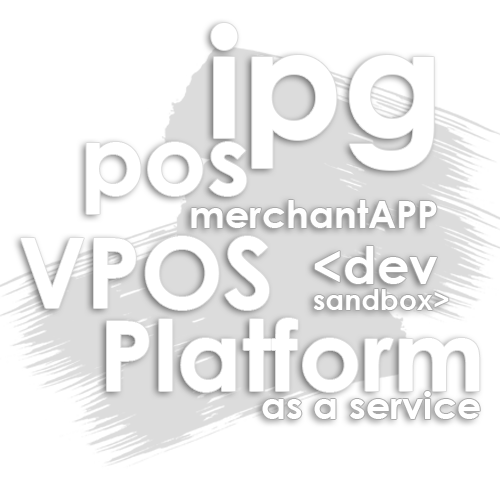 ipg
pos
merchantAPP
VPOS
<dev
sandbox>
Platform
as a service